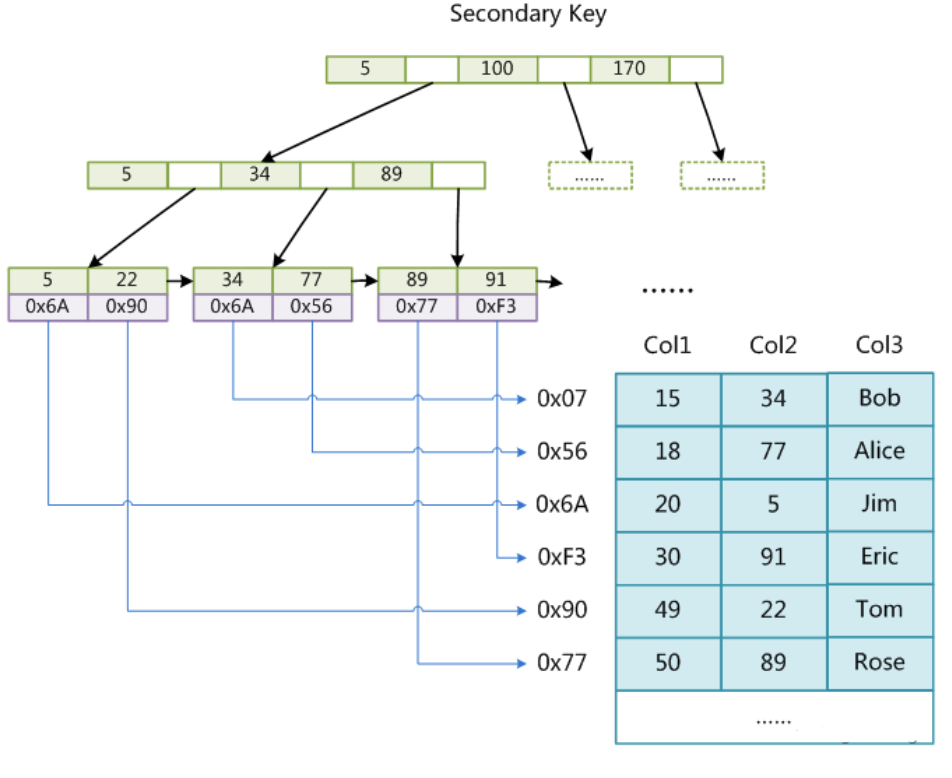 Secondary Key
5 100 170
5 34 89
...... ......
5 22 34 77 89 91
0x6A 0x90 0x6A 0x56 0x77 0xF3
......
Col1 Col2 Col3
0x07 15 34 Bob
0x56 18 77 Alice
0x6A 20 5 Jim
0xF3 30 91 Eric
0x90 49 22 Tom
0x77 50 89 Rose
......